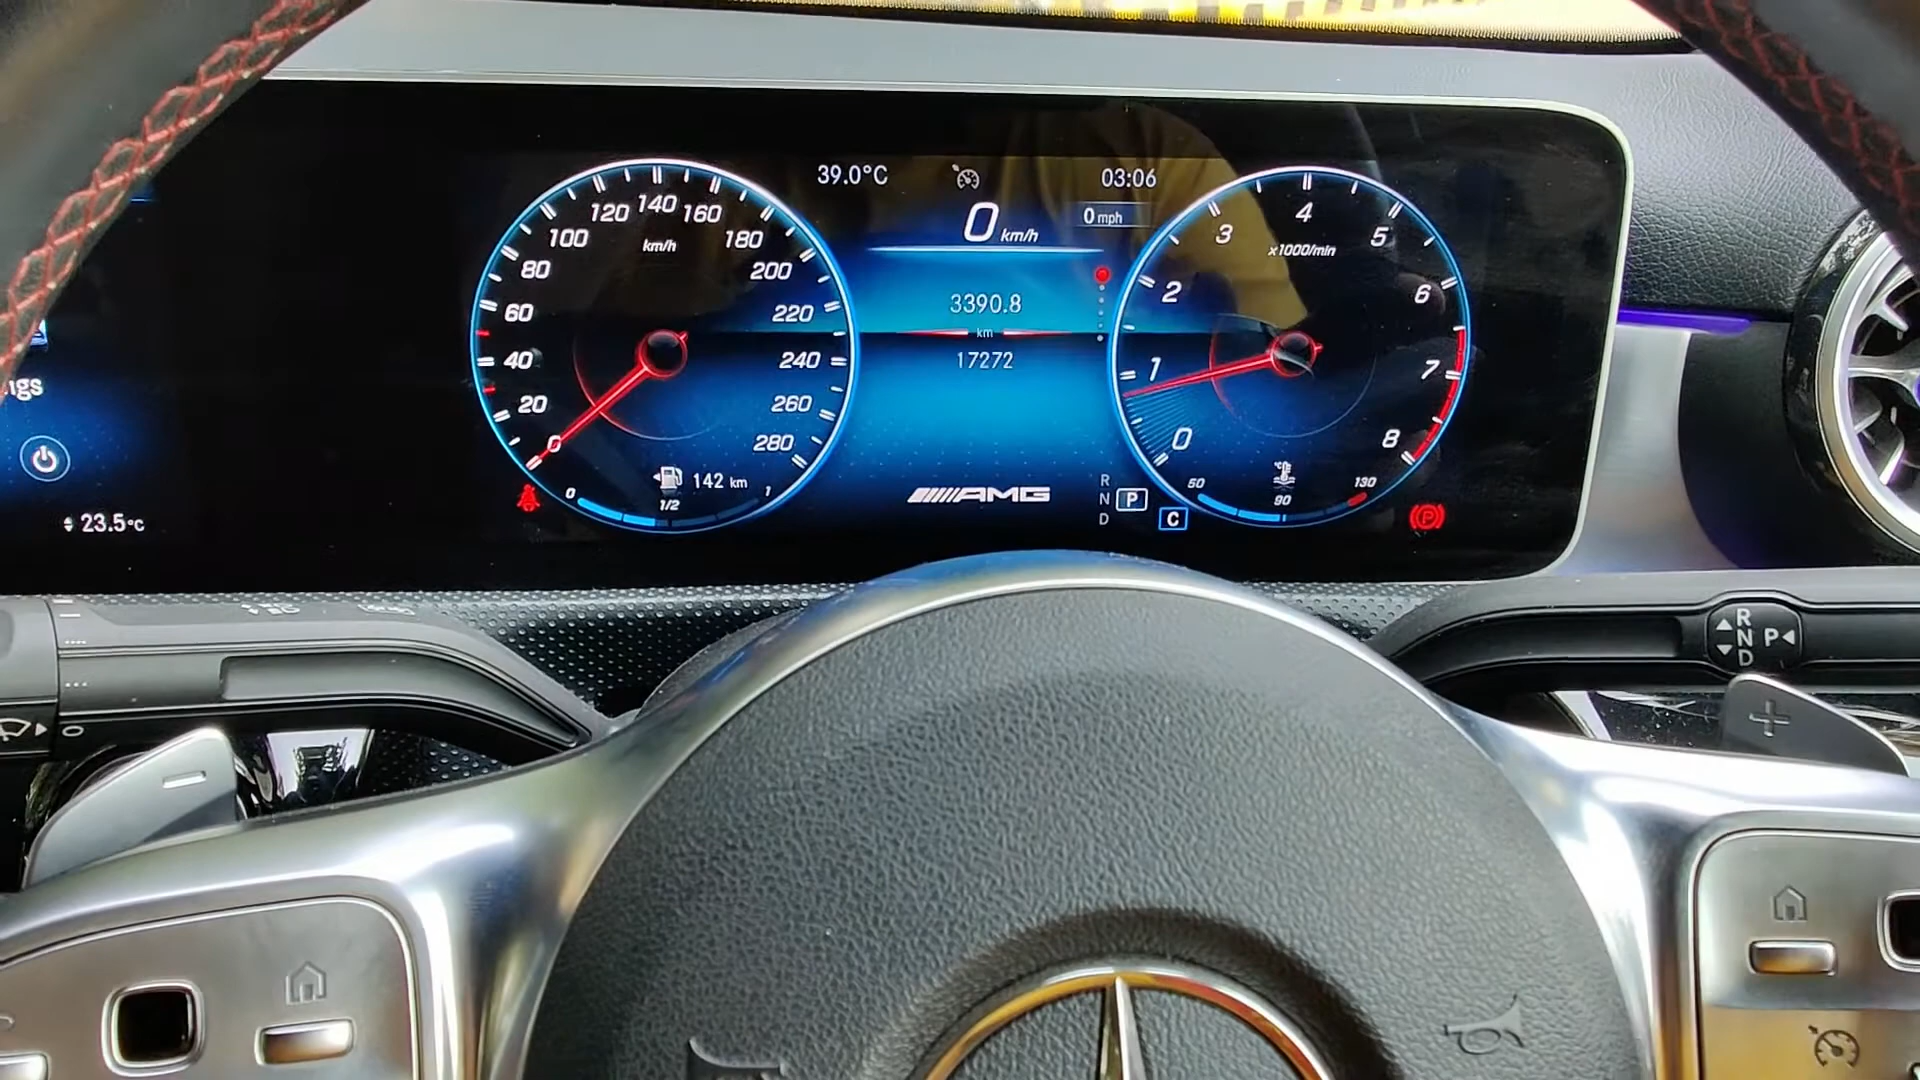 39.0°C
03:06
0 km/h
0 mph
0
20
40
60
80
100
120
140
160
180
200
220
240
260
280
km/h
142 km
0
1/2
1
3390.8
km
17272
AMG
R
N
D
P
C
0
1
2
3
4
5
6
7
8
x1000/min
°C
50
90
130
P
23.5°C
R
N
D
P